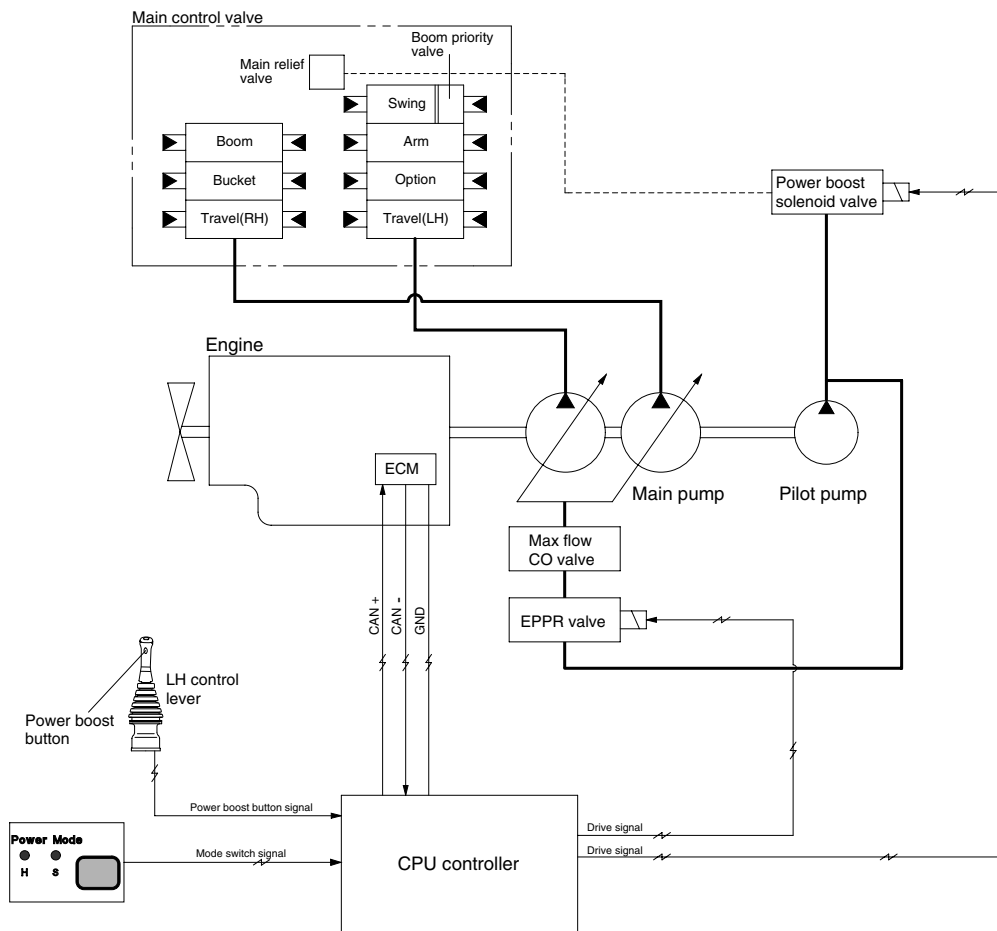 Main control valve
Boom priority
valve
Main relief
valve
Swing
Boom
Arm
Bucket
Option
Travel(RH)
Travel(LH)
Power boost
solenoid valve
Engine
ECM
Main pump
Pilot pump
Max flow
CO valve
EPPR valve
CAN +
CAN -
GND
LH control
lever
Power boost
button
Power boost button signal
Power Mode
H S
Mode switch signal
CPU controller
Drive signal
Drive signal